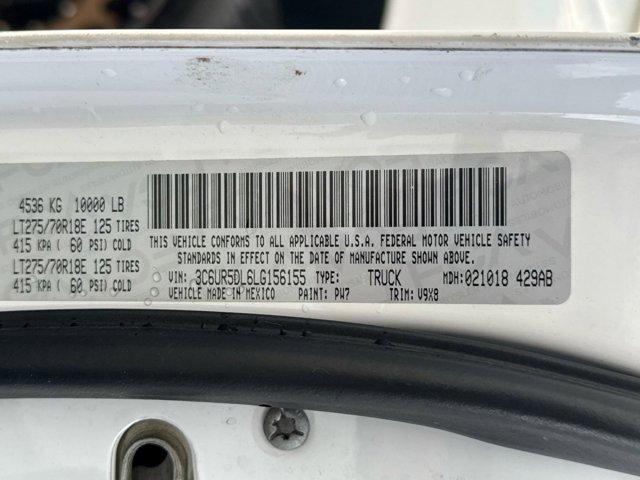 4536 KG 10000 LB
LT275/70R18E 125 TIRES
415 KPA ( 60 PSI) COLD
LT275/70R18E 125 TIRES
415 KPA ( 60 PSI) COLD
THIS VEHICLE CONFORMS TO ALL APPLICABLE U.S.A. FEDERAL MOTOR VEHICLE SAFETY
STANDARDS IN EFFECT ON THE DATE OF MANUFACTURE SHOWN ABOVE.
VIN: 3C6UR5DL6LG156155 TYPE: TRUCK MDH: 021018 429AB
VEHICLE MADE IN MEXICO PAINT: PW7 TRIM: V9X8